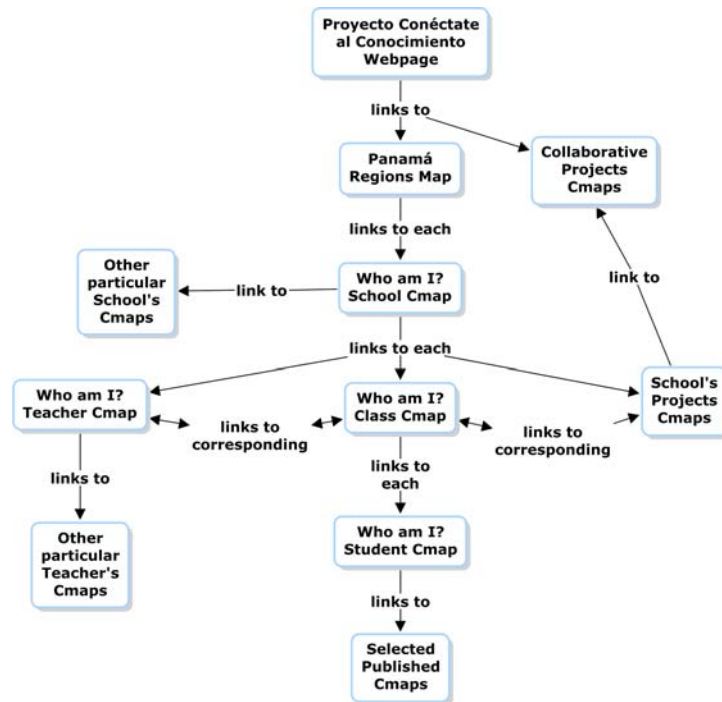 Proyecto Conéctate
al Conocimiento
Webpage
links to
Panamá
Regions Map
Collaborative
Projects
Cmaps
links to each
Other
particular
School's
Cmaps
link to
Who am I?
School Cmap
link to
links to each
Who am I?
Teacher Cmap
links to
corresponding
Who am I?
Class Cmap
links to
corresponding
School's
Projects
Cmaps
links to
links to
each
Other
particular
Teacher's
Cmaps
Who am I?
Student Cmap
links to
Selected
Published
Cmaps